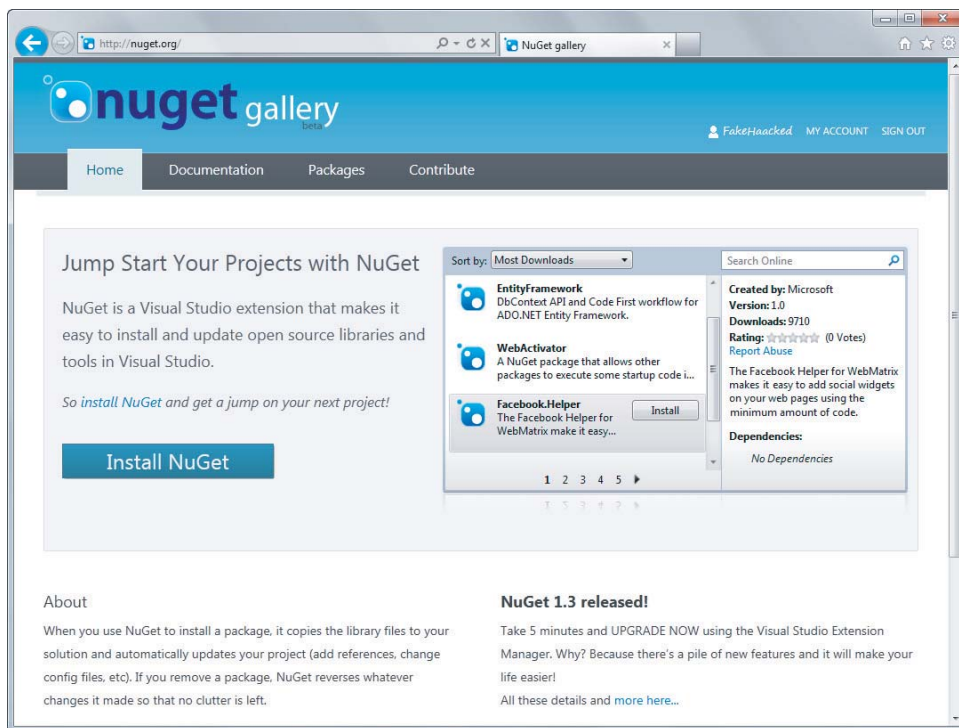 http://nuget.org/
NuGet gallery
nuget gallery
beta
FakeHaacked MY ACCOUNT SIGN OUT
Home Documentation Packages Contribute
Jump Start Your Projects with NuGet
NuGet is a Visual Studio extension that makes it
easy to install and update open source libraries and
tools in Visual Studio.
So install NuGet and get a jump on your next project!
Install NuGet
Sort by: Most Downloads
EntityFramework
DbContext API and Code First workflow for
ADO.NET Entity Framework.
WebActivator
A NuGet package that allows other
packages to execute some startup code i...
Facebook.Helper
The Facebook Helper for
WebMatrix make it easy...
Install
1 2 3 4 5
Search Online
Created by: Microsoft
Version: 1.0
Downloads: 9710
Rating: (0 Votes)
Report Abuse
The Facebook Helper for WebMatrix
makes it easy to add social widgets
on your web pages using the
minimum amount of code.
Dependencies:
No Dependencies
About
When you use NuGet to install a package, it copies the library files to your
solution and automatically updates your project (add references, change
config files, etc). If you remove a package, NuGet reverses whatever
changes it made so that no clutter is left.
NuGet 1.3 released!
Take 5 minutes and UPGRADE NOW using the Visual Studio Extension
Manager. Why? Because there's a pile of new features and it will make your
life easier!
All these details and more here...